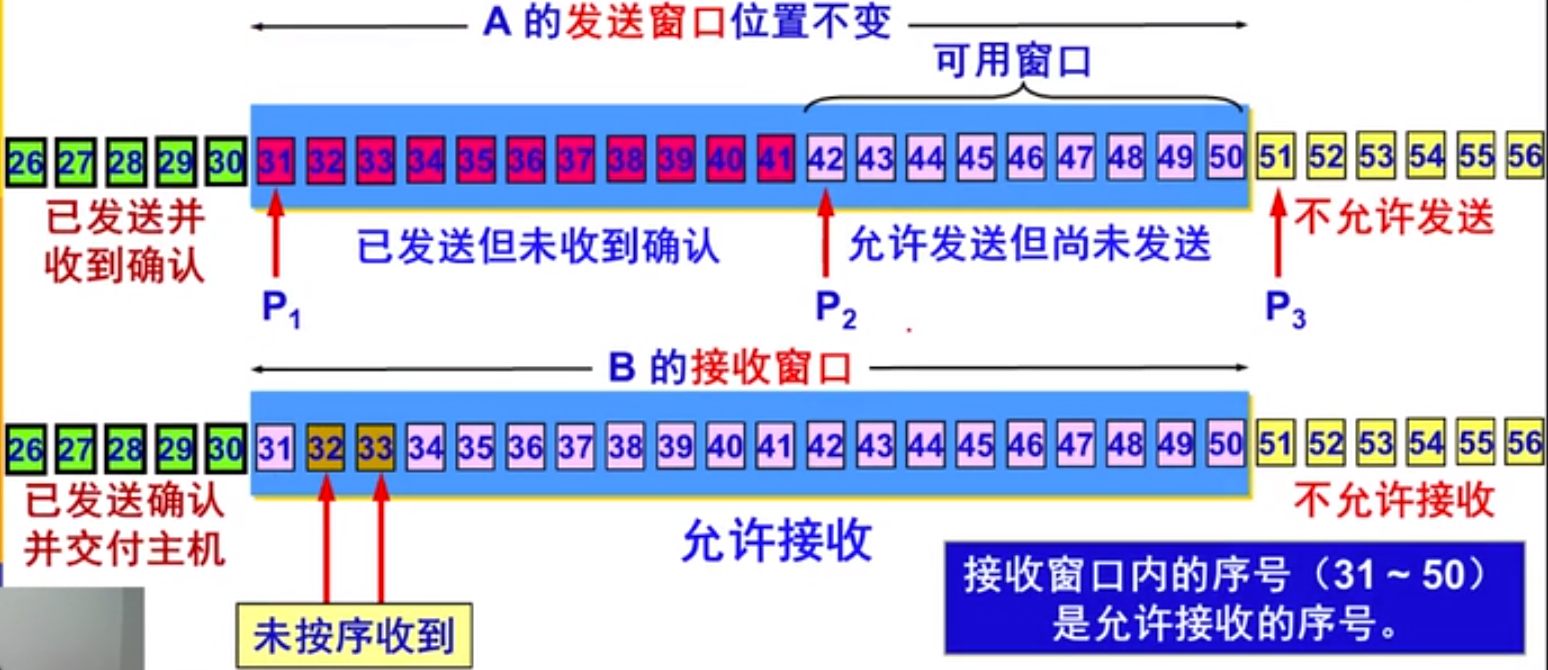 A 的发送窗口位置不变
可用窗口
26 27 28 29 30 31 32 33 34 35 36 37 38 39 40 41 42 43 44 45 46 47 48 49 50 51 52 53 54 55 56
已发送并
收到确认
已发送但未收到确认
允许发送但尚未发送
不允许发送
P1
P2
P3
B 的接收窗口
26 27 28 29 30 31 32 33 34 35 36 37 38 39 40 41 42 43 44 45 46 47 48 49 50 51 52 53 54 55 56
已发送确认
并交付主机
允许接收
不允许接收
未按序收到
接收窗口内的序号（31 ~ 50）
是允许接收的序号。